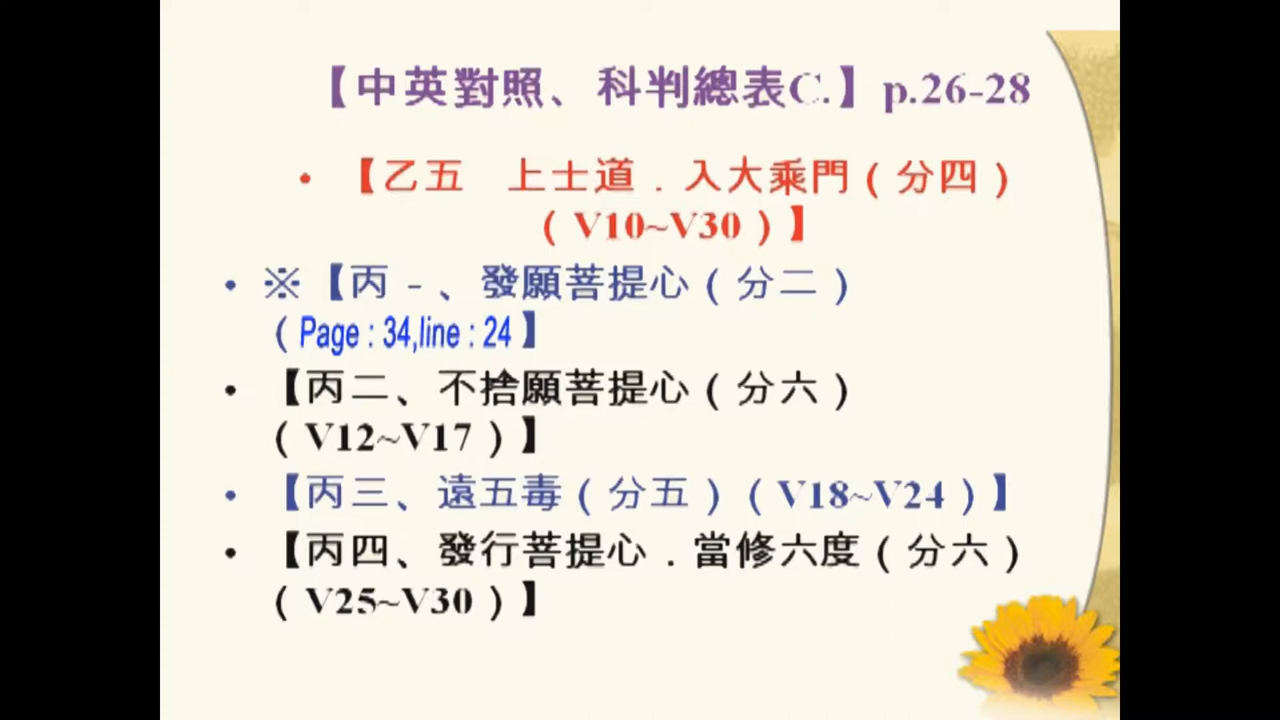 【中英對照、科判總表C.】p.26-28
• 【乙五 上士道．入大乘門（分四）
（V10~V30）】
• ※【丙-、發願菩提心（分二）
（Page : 34,line : 24】
• 【丙二、不捨願菩提心（分六）
（V12~V17）】
• 【丙三、遠五毒（分五）（V18~V24）】
• 【丙四、發行菩提心．當修六度（分六）
（V25~V30）】